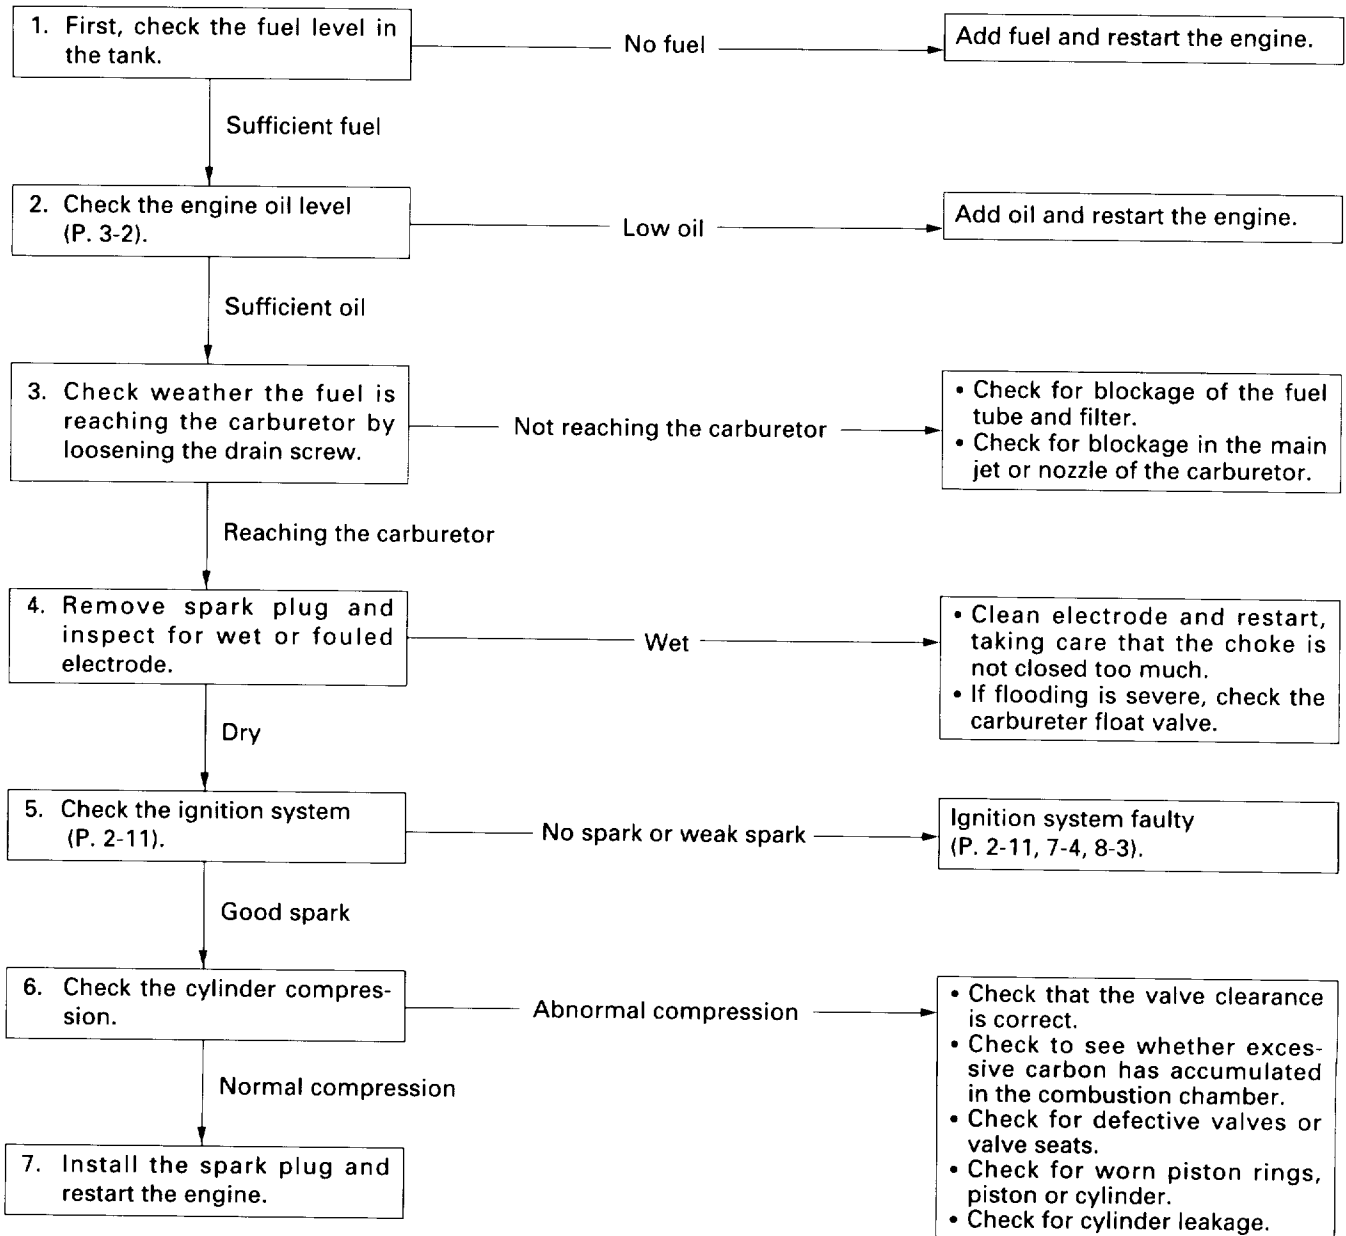 1. First, check the fuel level in
the tank.
No fuel
Add fuel and restart the engine.
Sufficient fuel
2. Check the engine oil level
(P. 3-2).
Low oil
Add oil and restart the engine.
Sufficient oil
3. Check weather the fuel is
reaching the carburetor by
loosening the drain screw.
Not reaching the carburetor
• Check for blockage of the fuel
tube and filter.
• Check for blockage in the main
jet or nozzle of the carburetor.
Reaching the carburetor
4. Remove spark plug and
inspect for wet or fouled
electrode.
Wet
• Clean electrode and restart,
taking care that the choke is
not closed too much.
• If flooding is severe, check the
carbureter float valve.
Dry
5. Check the ignition system
(P. 2-11).
No spark or weak spark
Ignition system faulty
(P. 2-11, 7-4, 8-3).
Good spark
6. Check the cylinder compres-
sion.
Abnormal compression
• Check that the valve clearance
is correct.
• Check to see whether exces-
sive carbon has accumulated
in the combustion chamber.
• Check for defective valves or
valve seats.
• Check for worn piston rings,
piston or cylinder.
• Check for cylinder leakage.
Normal compression
7. Install the spark plug and
restart the engine.